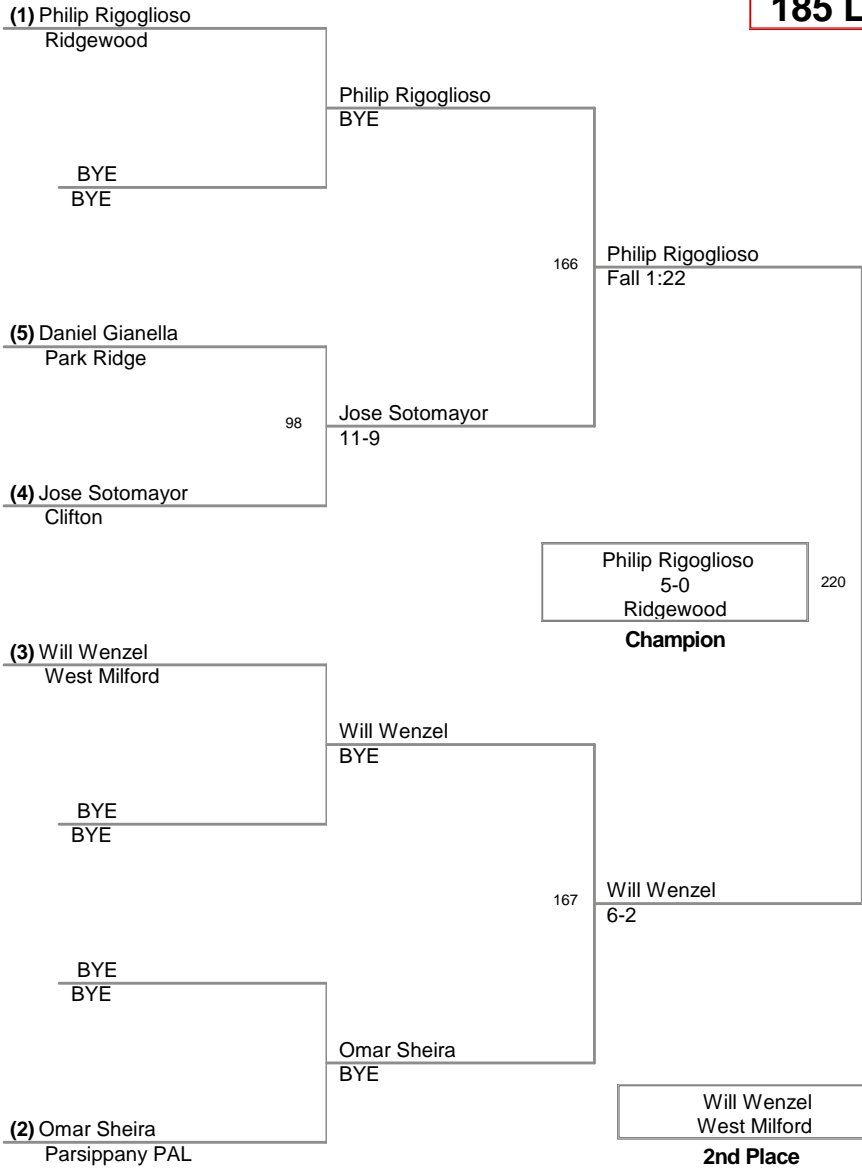 185 L
(1) Philip Rigoglioso
Ridgewood
Philip Rigoglioso
BYE
BYE
BYE
Philip Rigoglioso
166
Fall 1:22
(5) Daniel Gianella
Park Ridge
Jose Sotomayor
98
11-9
(4) Jose Sotomayor
Clifton
Philip Rigoglioso
5-0
220
Ridgewood
Champion
(3) Will Wenzel
West Milford
Will Wenzel
BYE
BYE
BYE
Will Wenzel
167
6-2
BYE
BYE
Omar Sheira
BYE
Will Wenzel
West Milford
(2) Omar Sheira
Parsippany PAL
2nd Place